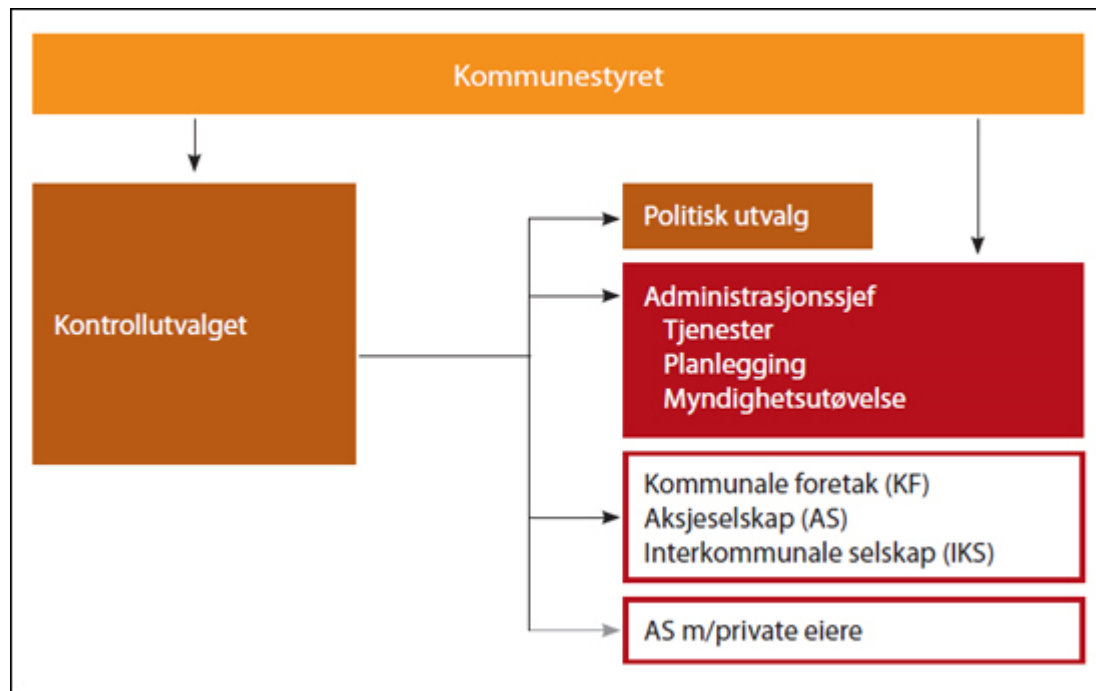 Kommunestyret
Kontrollutvalget
Politisk utvalg
Administrasjonssjef
Tjenester
Planlegging
Myndighetsutøvelse
Kommunale foretak (KF)
Aksjeselskap (AS)
Interkommunale selskap (IKS)
AS m/private eiere